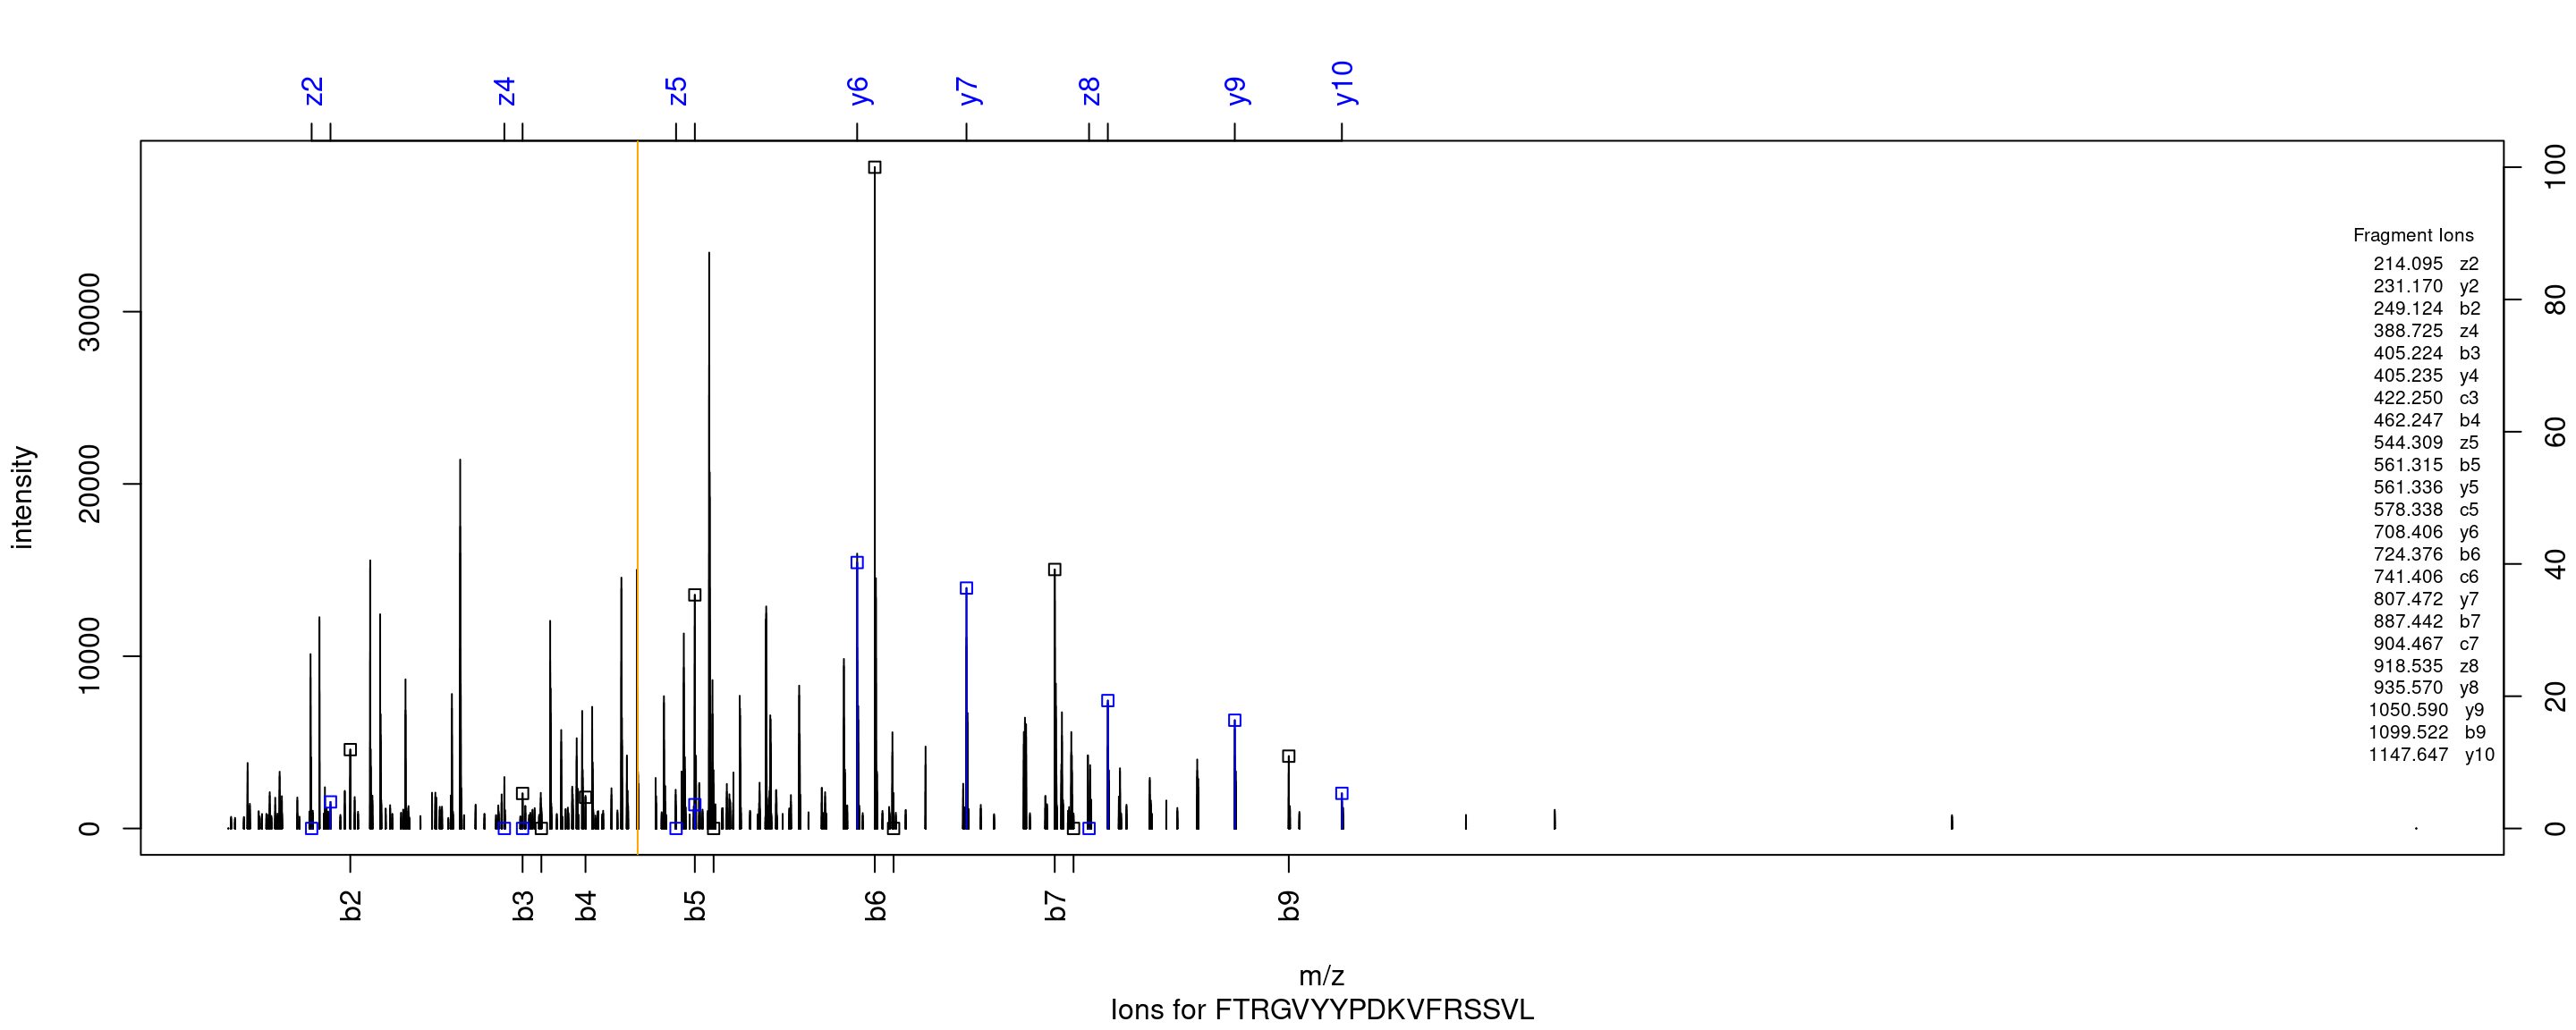 z2 z4 z5 y6 y7 z8 y9 y10
100
80
60
40
20
0
intensity
30000
20000
10000
0
Fragment Ions
214.095 z2
231.170 y2
249.124 b2
388.725 z4
405.224 b3
405.235 y4
422.250 c3
462.247 b4
544.309 z5
561.315 b5
561.336 y5
578.338 c5
708.406 y6
724.376 b6
741.406 c6
807.472 y7
887.442 b7
904.467 c7
918.535 z8
935.570 y8
1050.590 y9
1099.522 b9
1147.647 y10
b2 b3 b4 b5 b6 b7 b9
m/z
Ions for FTRGVYYPDKVFRSSVL